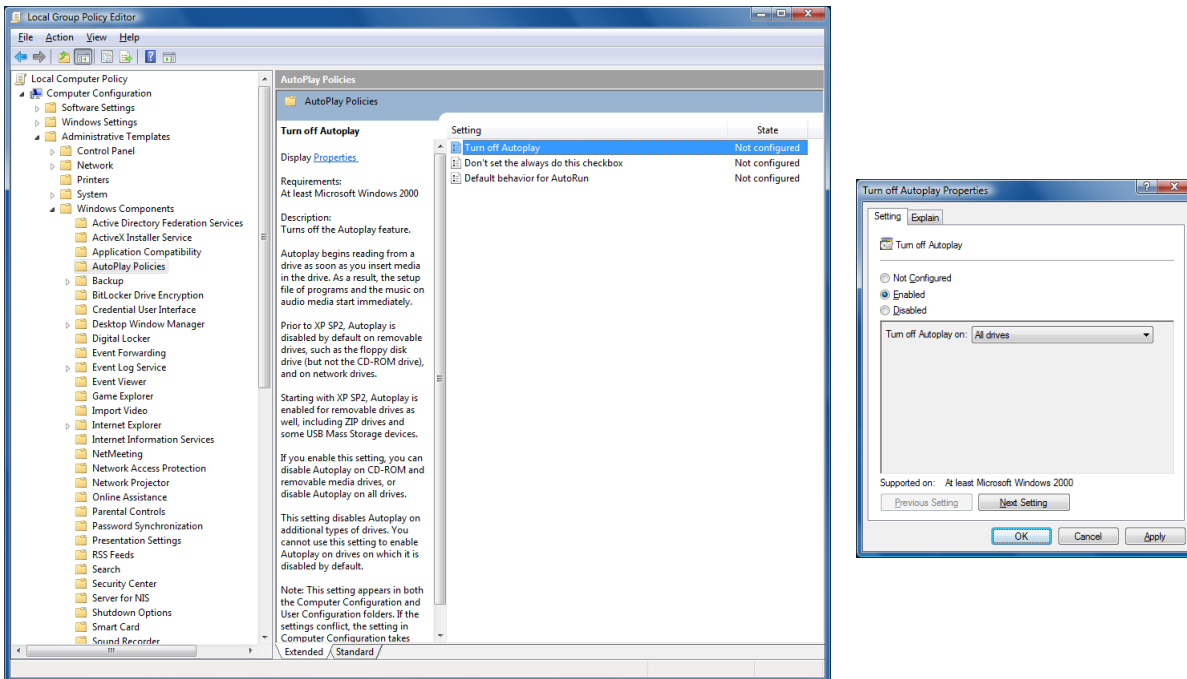 Local Group Policy Editor
File Action View Help
Local Computer Policy
Computer Configuration
Software Settings
Windows Settings
Administrative Templates
Control Panel
Network
Printers
System
Windows Components
Active Directory Federation Services
ActiveX Installer Service
Application Compatibility
AutoPlay Policies
Backup
BitLocker Drive Encryption
Credential User Interface
Desktop Window Manager
Digital Locker
Event Forwarding
Event Log Service
Event Viewer
Game Explorer
Import Video
Internet Explorer
Internet Information Services
NetMeeting
Network Access Protection
Network Projector
Online Assistance
Parental Controls
Password Synchronization
Presentation Settings
RSS Feeds
Search
Security Center
Server for NIS
Shutdown Options
Smart Card
Sound Recorder
AutoPlay Policies
AutoPlay Policies
Turn off Autoplay
Display Properties
Requirements:
At least Microsoft Windows 2000
Description:
Turns off the Autoplay feature.
Autoplay begins reading from a
drive as soon as you insert media
in the drive. As a result, the setup
file of programs and the music on
audio media start immediately.
Prior to XP SP2, Autoplay is
disabled by default on removable
drives, such as the floppy disk
drive (but not the CD-ROM drive),
and on network drives.
Starting with XP SP2, Autoplay is
enabled for removable drives as
well, including ZIP drives and
some USB Mass Storage devices.
If you enable this setting, you can
disable Autoplay on CD-ROM and
removable media drives, or
disable Autoplay on all drives.
This setting disables Autoplay on
additional types of drives. You
cannot use this setting to enable
Autoplay on drives on which it is
disabled by default.
Note: This setting appears in both
the Computer Configuration and
User Configuration folders. If the
settings conflict, the setting in
Computer Configuration takes
Setting State
Turn off Autoplay Not configured
Don't set the always do this checkbox Not configured
Default behavior for AutoRun Not configured
Extended Standard
Turn off Autoplay Properties
Setting Explain
Turn off Autoplay
Not Configured
Enabled
Disabled
Turn off Autoplay on: All drives
Supported on: At least Microsoft Windows 2000
Previous Setting Next Setting
OK Cancel Apply